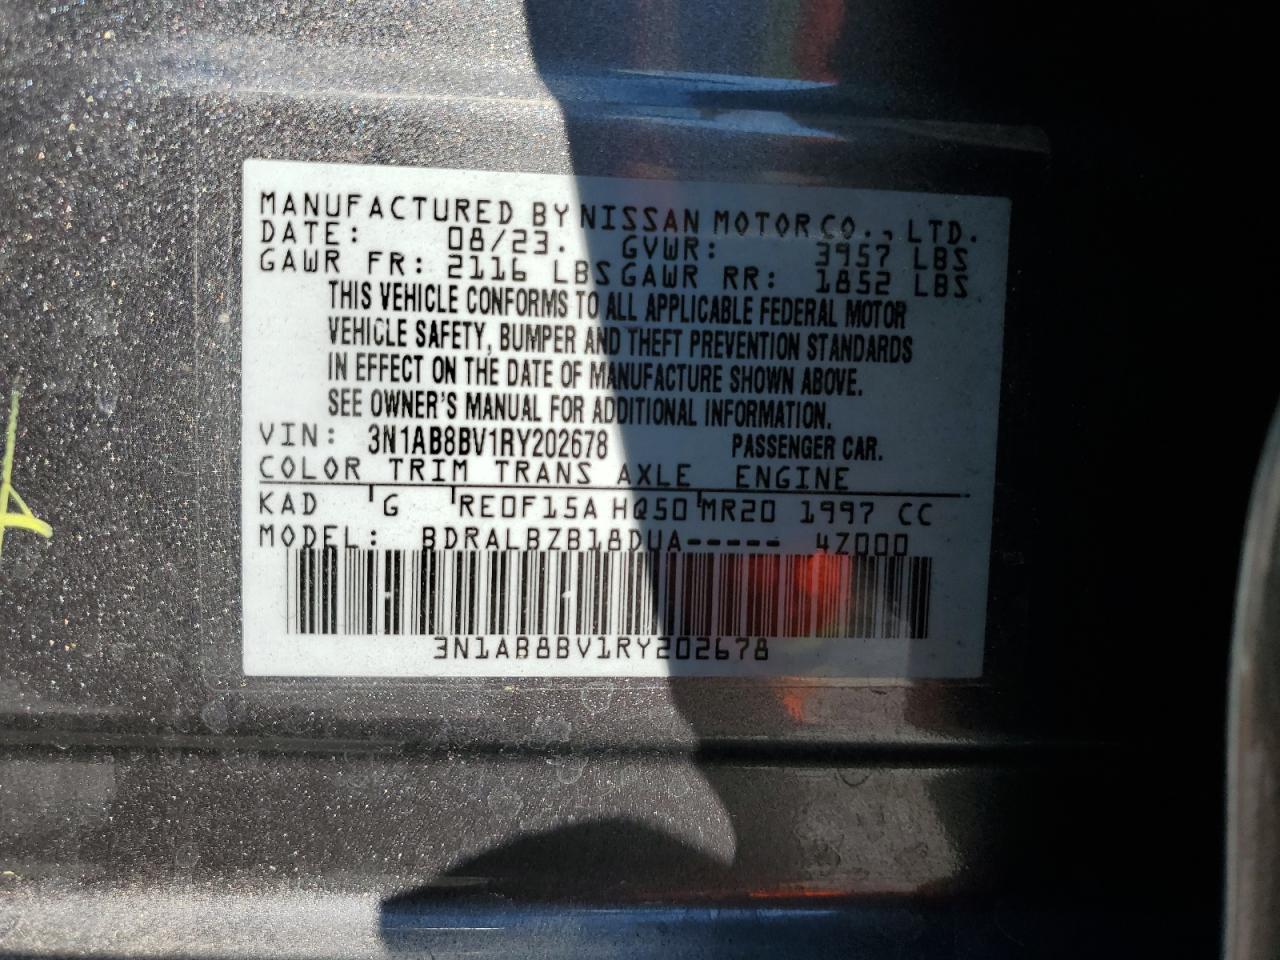 MANUFACTURED BY NISSAN MOTOR CO., LTD.
DATE: 08/23. GVWR: 3957 LBS
GAWR FR: 2116 LBS GAWR RR: 1852 LBS
THIS VEHICLE CONFORMS TO ALL APPLICABLE FEDERAL MOTOR
VEHICLE SAFETY, BUMPER AND THEFT PREVENTION STANDARDS
IN EFFECT ON THE DATE OF MANUFACTURE SHOWN ABOVE.
SEE OWNER'S MANUAL FOR ADDITIONAL INFORMATION.
VIN: 3N1AB8BV1RY202678 PASSENGER CAR.
COLOR TRIM TRANS AXLE ENGINE
KAD G RE0F15A HQ50 MR20 1997 CC
MODEL: BDRALBZB18DUA----- 4Z000
3N1AB8BV1RY202678